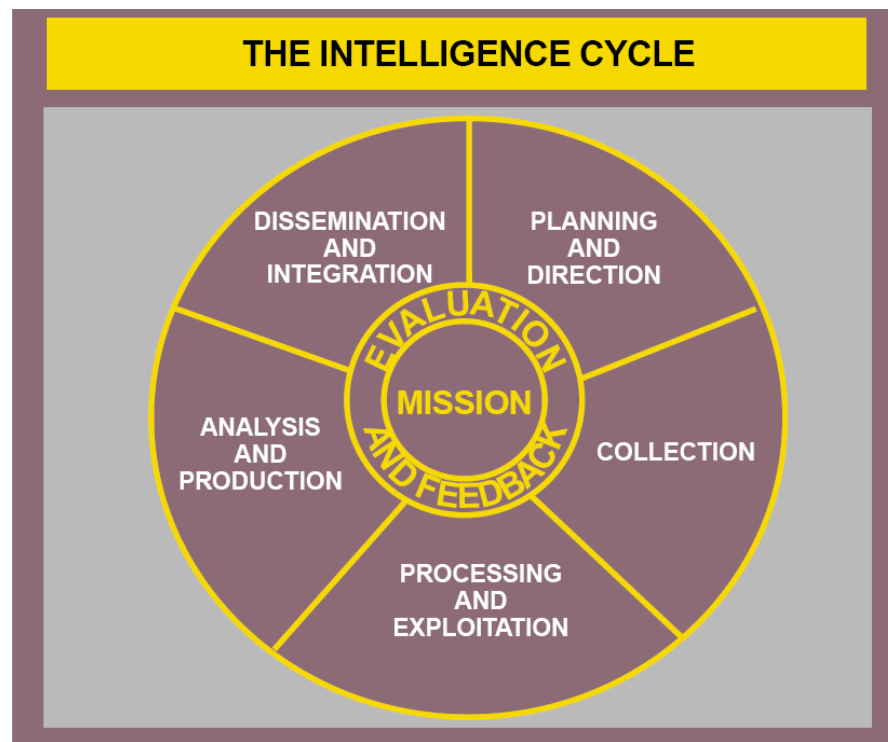 THE INTELLIGENCE CYCLE
DISSEMINATION
AND
INTEGRATION
PLANNING
AND
DIRECTION
EVALUATION
MISSION
AND FEEDBACK
ANALYSIS
AND
PRODUCTION
COLLECTION
PROCESSING
AND
EXPLOITATION